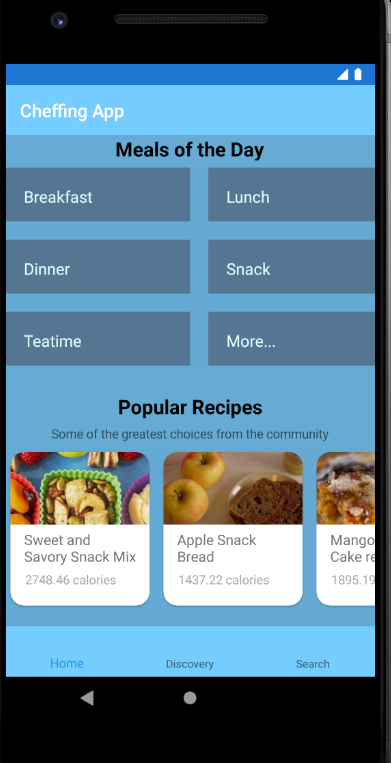 Cheffing App
Meals of the Day
Breakfast
Lunch
Dinner
Snack
Teatime
More...
Popular Recipes
Some of the greatest choices from the community
Sweet and
Savory Snack Mix
2748.46 calories
Apple Snack
Bread
1437.22 calories
Mango
Cake re
1895.19
Home
Discovery
Search